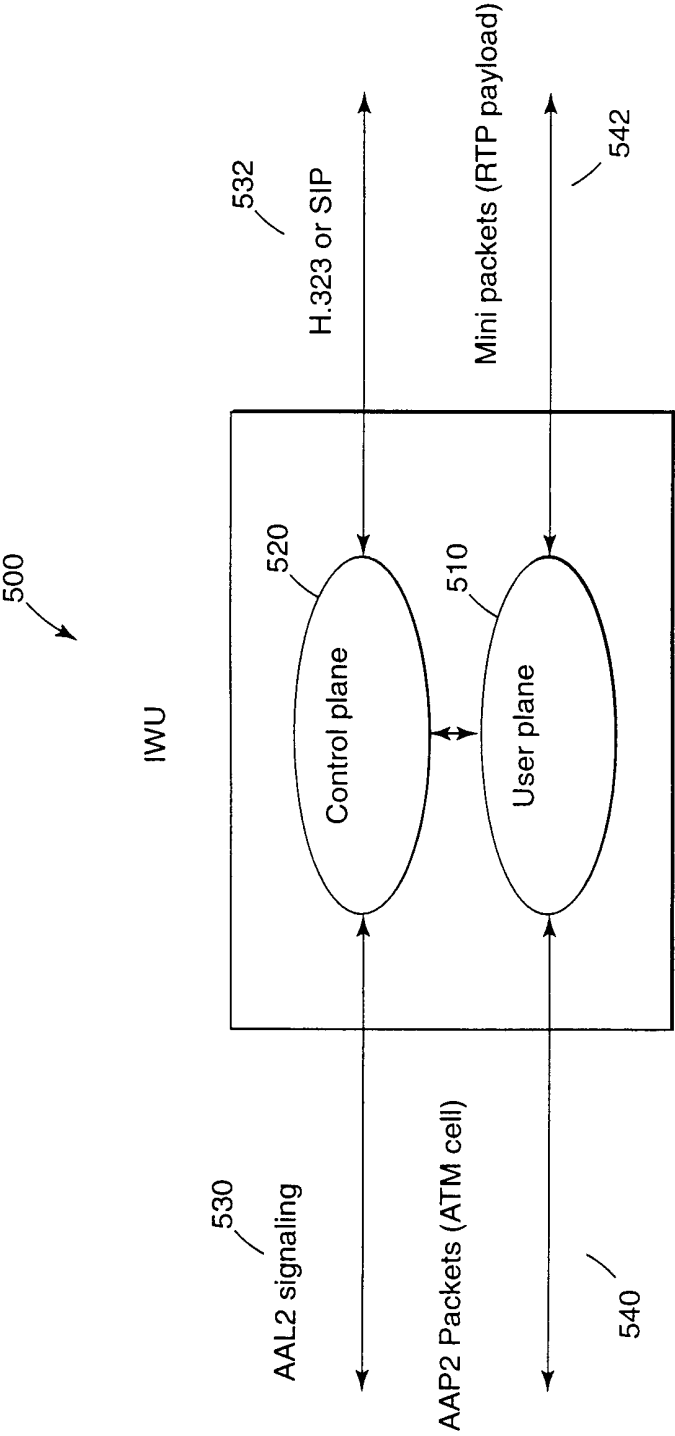 500
IWU
530
AAL2 signaling
520
Control plane
532
H.323 or SIP
AAP2 Packets (ATM cell)
540
510
User plane
Mini packets (RTP payload)
542